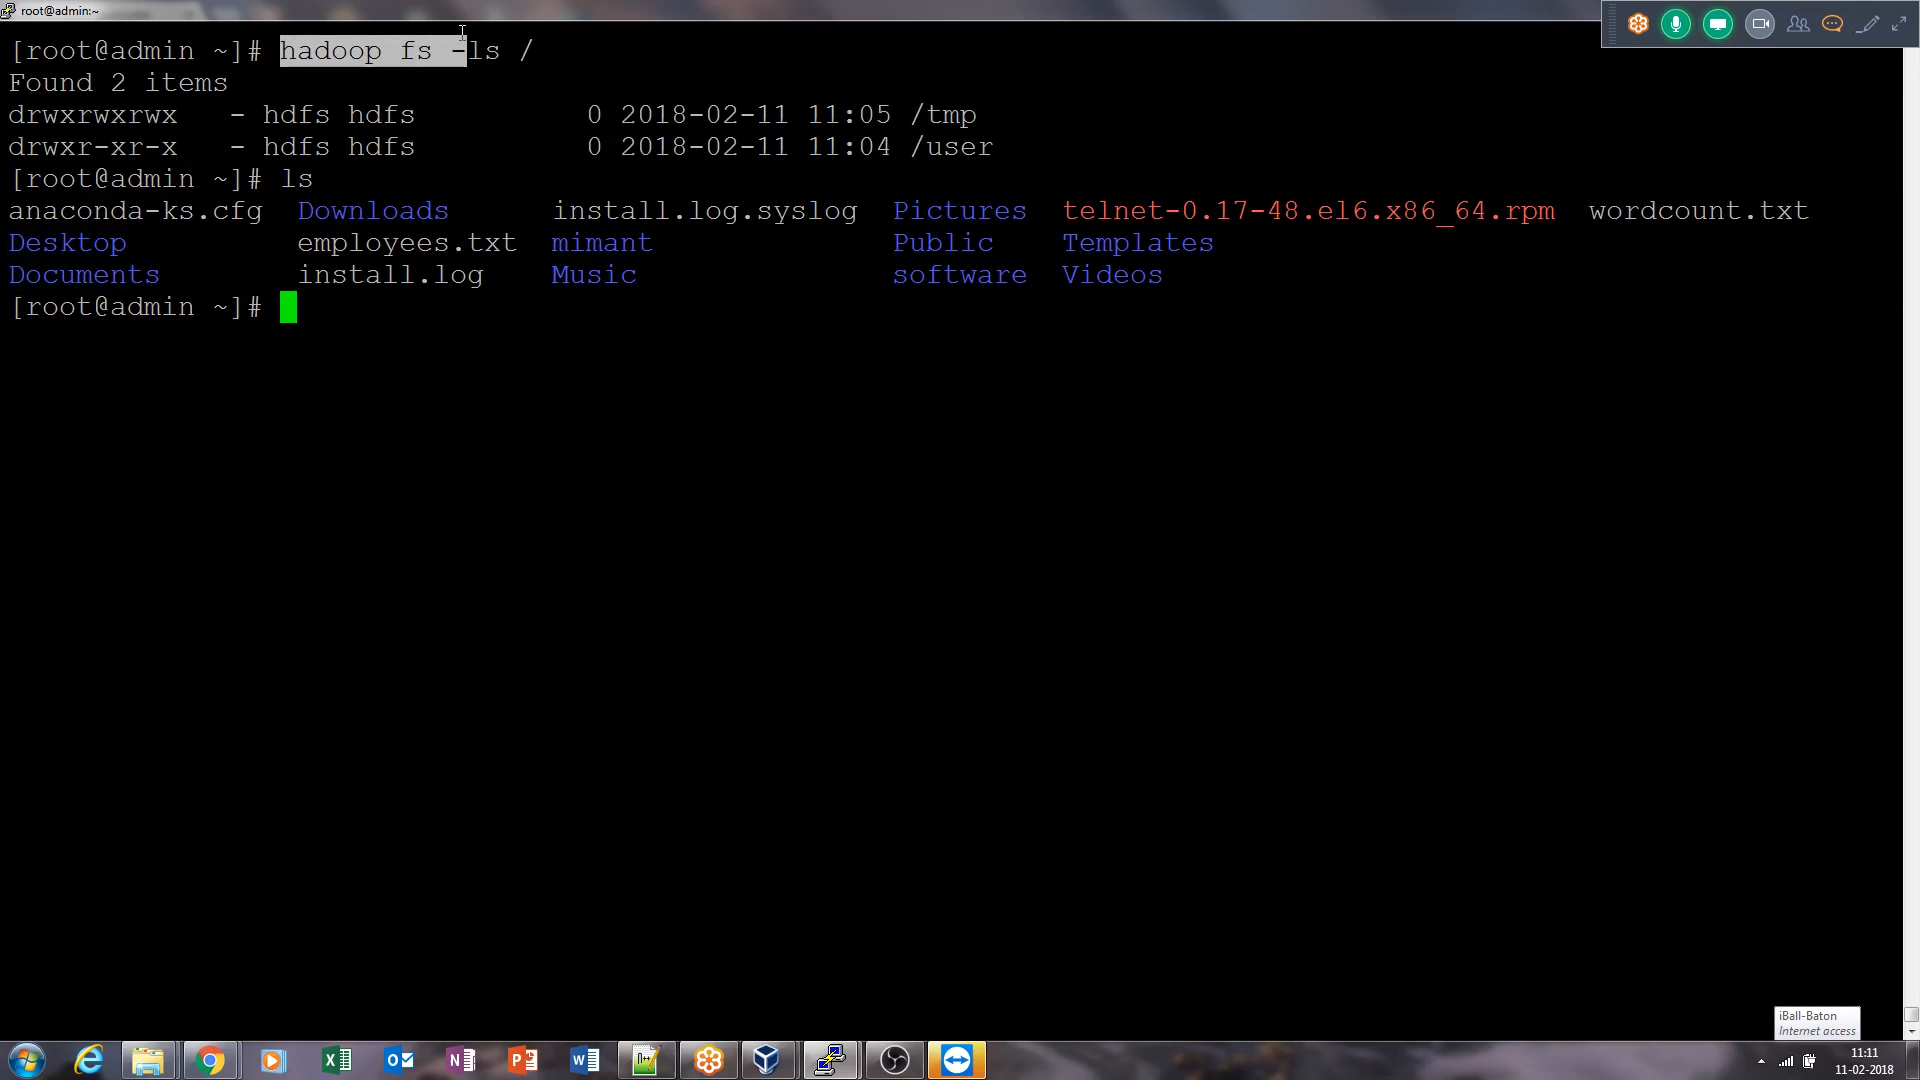 root@admin:~
[root@admin ~]# hadoop fs -ls /
Found 2 items
drwxrwxrwx   - hdfs hdfs          0 2018-02-11 11:05 /tmp
drwxr-xr-x   - hdfs hdfs          0 2018-02-11 11:04 /user
[root@admin ~]# ls
anaconda-ks.cfg  Downloads      install.log.syslog  Pictures  telnet-0.17-48.el6.x86_64.rpm  wordcount.txt
Desktop          employees.txt  mimant              Public    Templates
Documents        install.log    Music               software  Videos
[root@admin ~]#
iBall-Baton
Internet access
11:11
11-02-2018